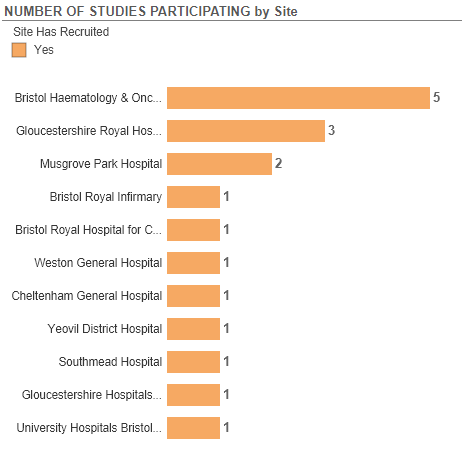 NUMBER OF STUDIES PARTICIPATING by Site
Site Has Recruited
Yes
Bristol Haematology & Onc... 5
Gloucestershire Royal Hos... 3
Musgrove Park Hospital 2
Bristol Royal Infirmary 1
Bristol Royal Hospital for C... 1
Weston General Hospital 1
Cheltenham General Hospital 1
Yeovil District Hospital 1
Southmead Hospital 1
Gloucestershire Hospitals... 1
University Hospitals Bristol... 1